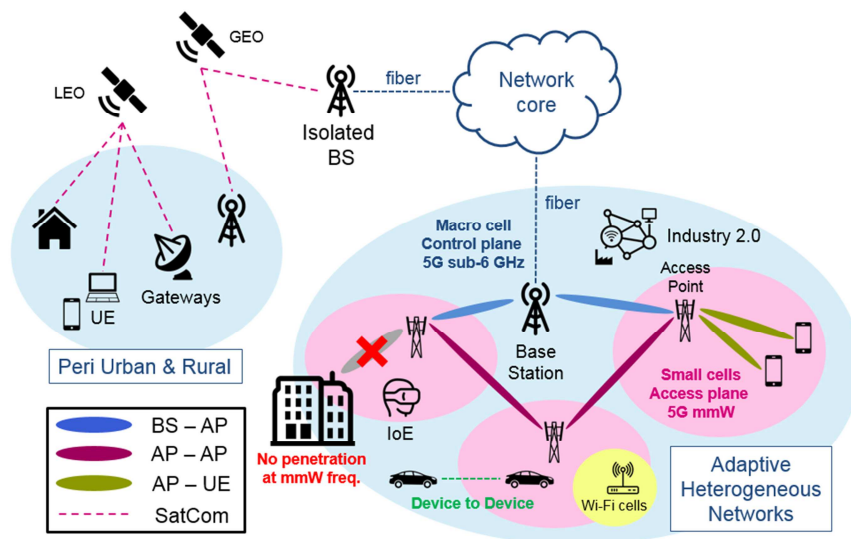 GEO
LEO
fiber
Network
core
Isolated
BS
fiber
Macro cell
Control plane
5G sub-6 GHz
Industry 2.0
Access
Point
Gateways
UE
Peri Urban & Rural
Base
Station
Small cells
Access plane
5G mmW
IoE
No penetration
at mmW freq.
Device to Device
Wi-Fi cells
Adaptive
Heterogeneous
Networks
BS – AP
AP – AP
AP – UE
SatCom